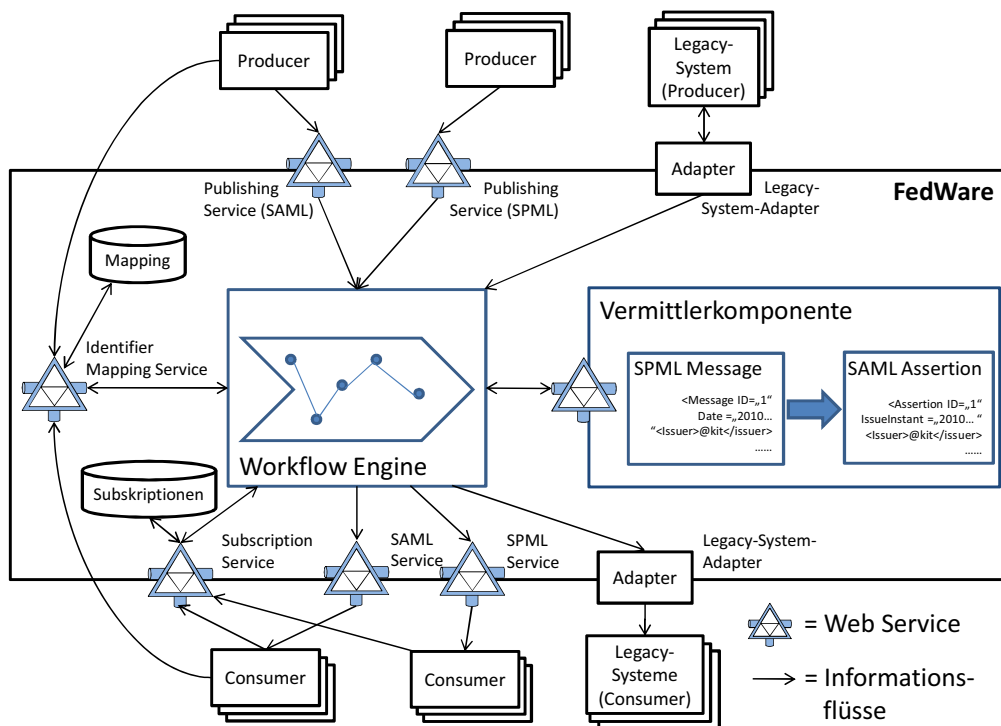 Producer
Producer
Legacy-
System
(Producer)
Adapter
Publishing
Service (SAML)
Publishing
Service (SPML)
Legacy-
System-Adapter
FedWare
Mapping
Identifier
Mapping Service
Workflow Engine
Vermittlerkomponente
SPML Message
<Message ID=„1“
Date =„2010...
“<Issuer>@kit</issuer>
......
SAML Assertion
<Assertion ID=„1“
IssueInstant =„2010... “
<Issuer>@kit</issuer>
......
Subskriptionen
Subscription
Service
SAML
Service
SPML
Service
Legacy-System-
Adapter
Adapter
Consumer
Consumer
Legacy-
Systeme
(Consumer)
= Web Service
= Informations-
flüsse